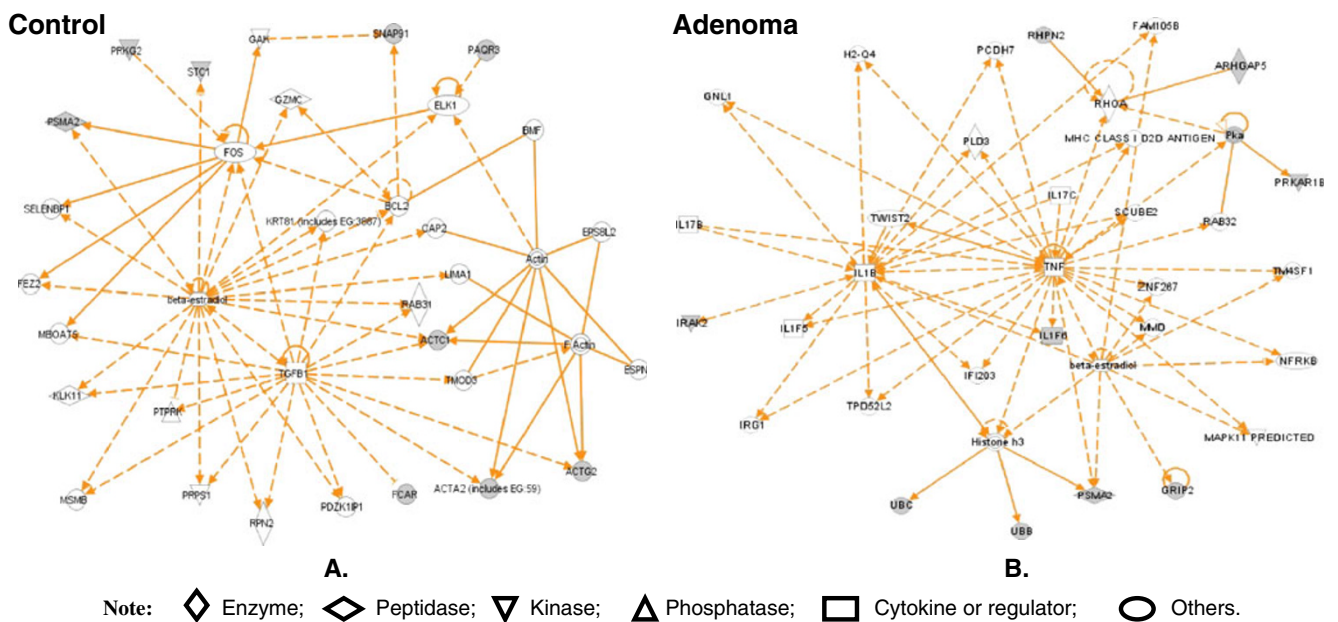 Control
Adenoma
PRKG2
GAK
SNAP91
PAQR3
STC1
GZMC
ELK1
PSMA2
BMF
FOS
SELENBP1
BCL2
KRT81 (includes EG:3887)
CAP2
EPS8L2
Actin
FEZ2
LIMA1
beta-estradiol
RAB31
MBOAT5
ACTC1
F Actin
TGFB1
TMOD3
ESPN
KLK11
PTPRK
MSMB
PRPS1
RPN2
PDZK1IP1
FCAR
ACTA2 (includes EG:59)
ACTG2
FAM105B
RHPN2
H2-Q4
PCDH7
ARHGAP5
GNL1
RHOA
PLD3
MHC CLASS I D2D ANTIGEN
Pka
PRKAR1B
IL17C
IL17B
TWIST2
SCUBE2
RAB32
IL1B
TNF
TM4SF1
ZNF267
IRAK2
IL1F5
IL1F6
MMD
IFI203
beta-estradiol
NFRKB
TPD52L2
IRG1
Histone h3
MAPK11 PREDICTED
UBC
PSMA2
GRIP2
UBB
A.
B.
Note: Enzyme; Peptidase; Kinase; Phosphatase; Cytokine or regulator; Others.